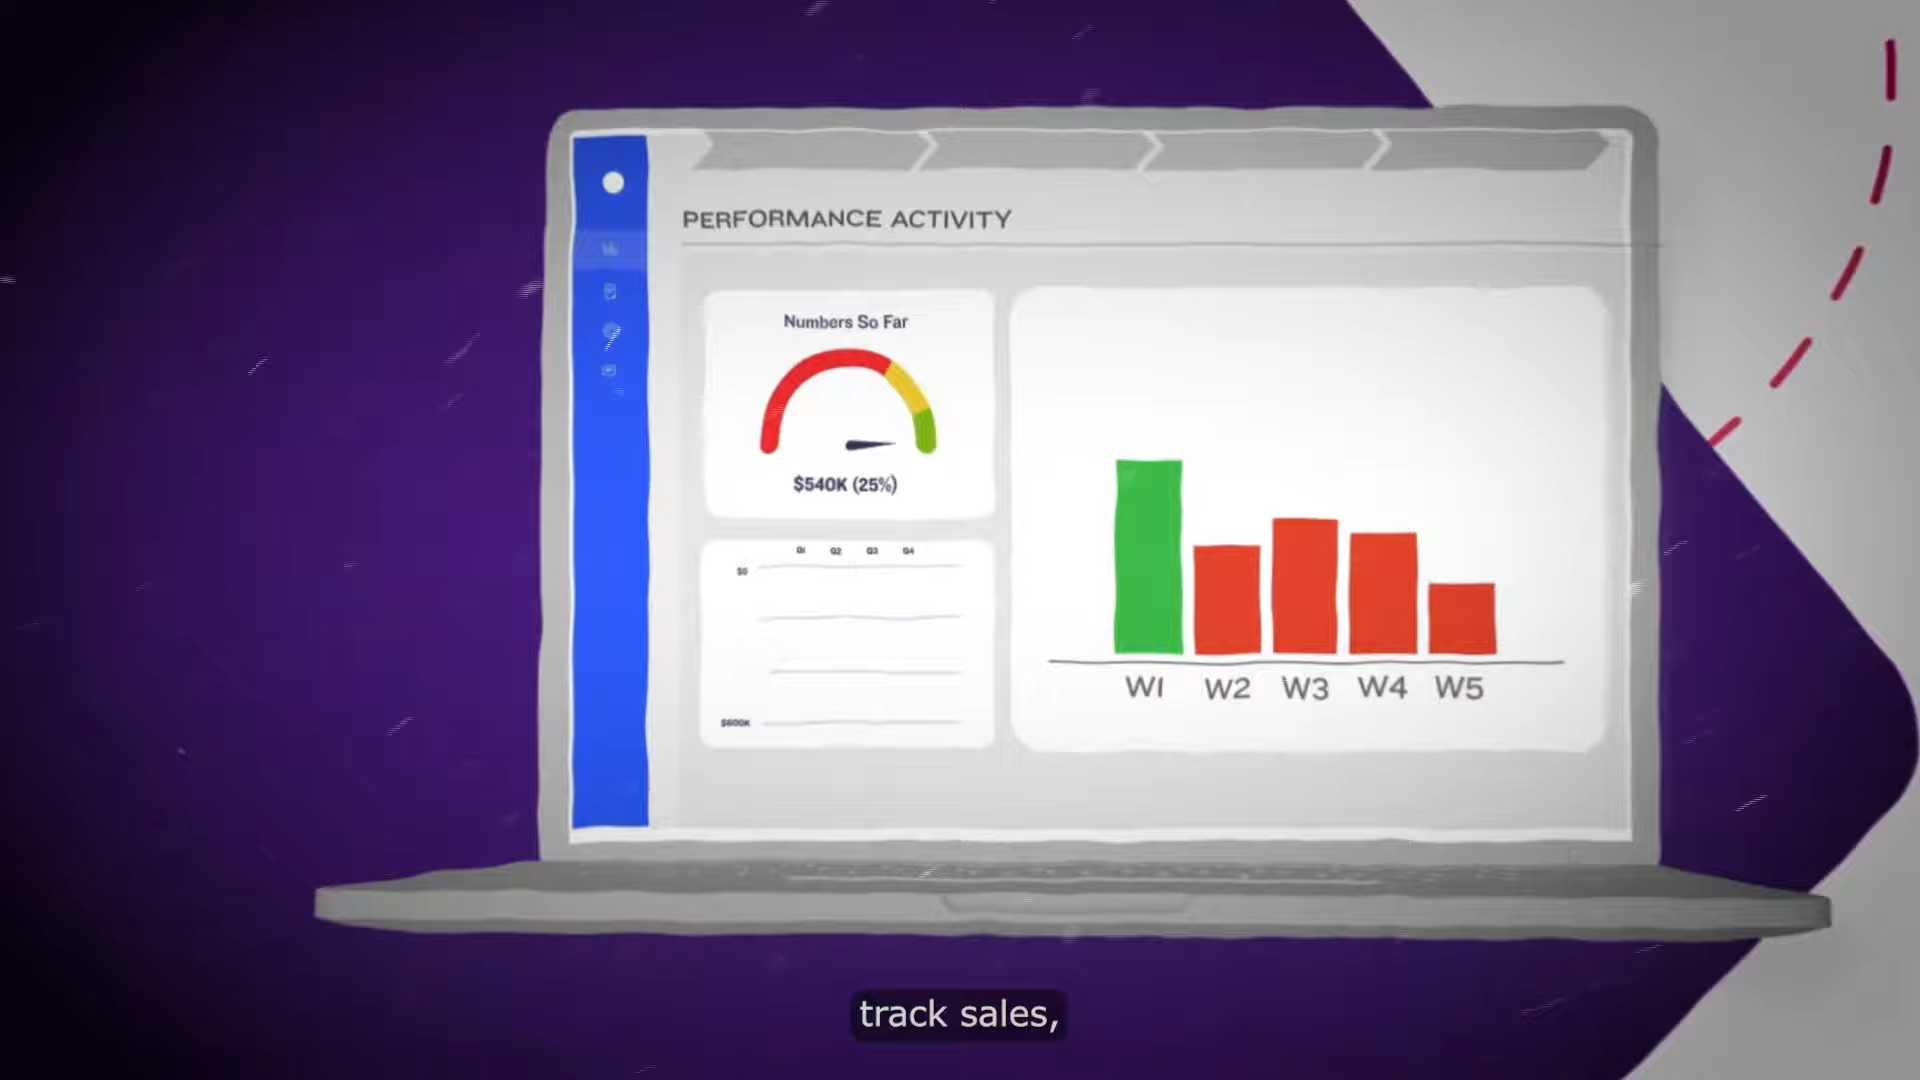 PERFORMANCE ACTIVITY
Numbers So Far
$540K (25%)
Q1 Q2 Q3 Q4
$0
$600K
W1 W2 W3 W4 W5
track sales,